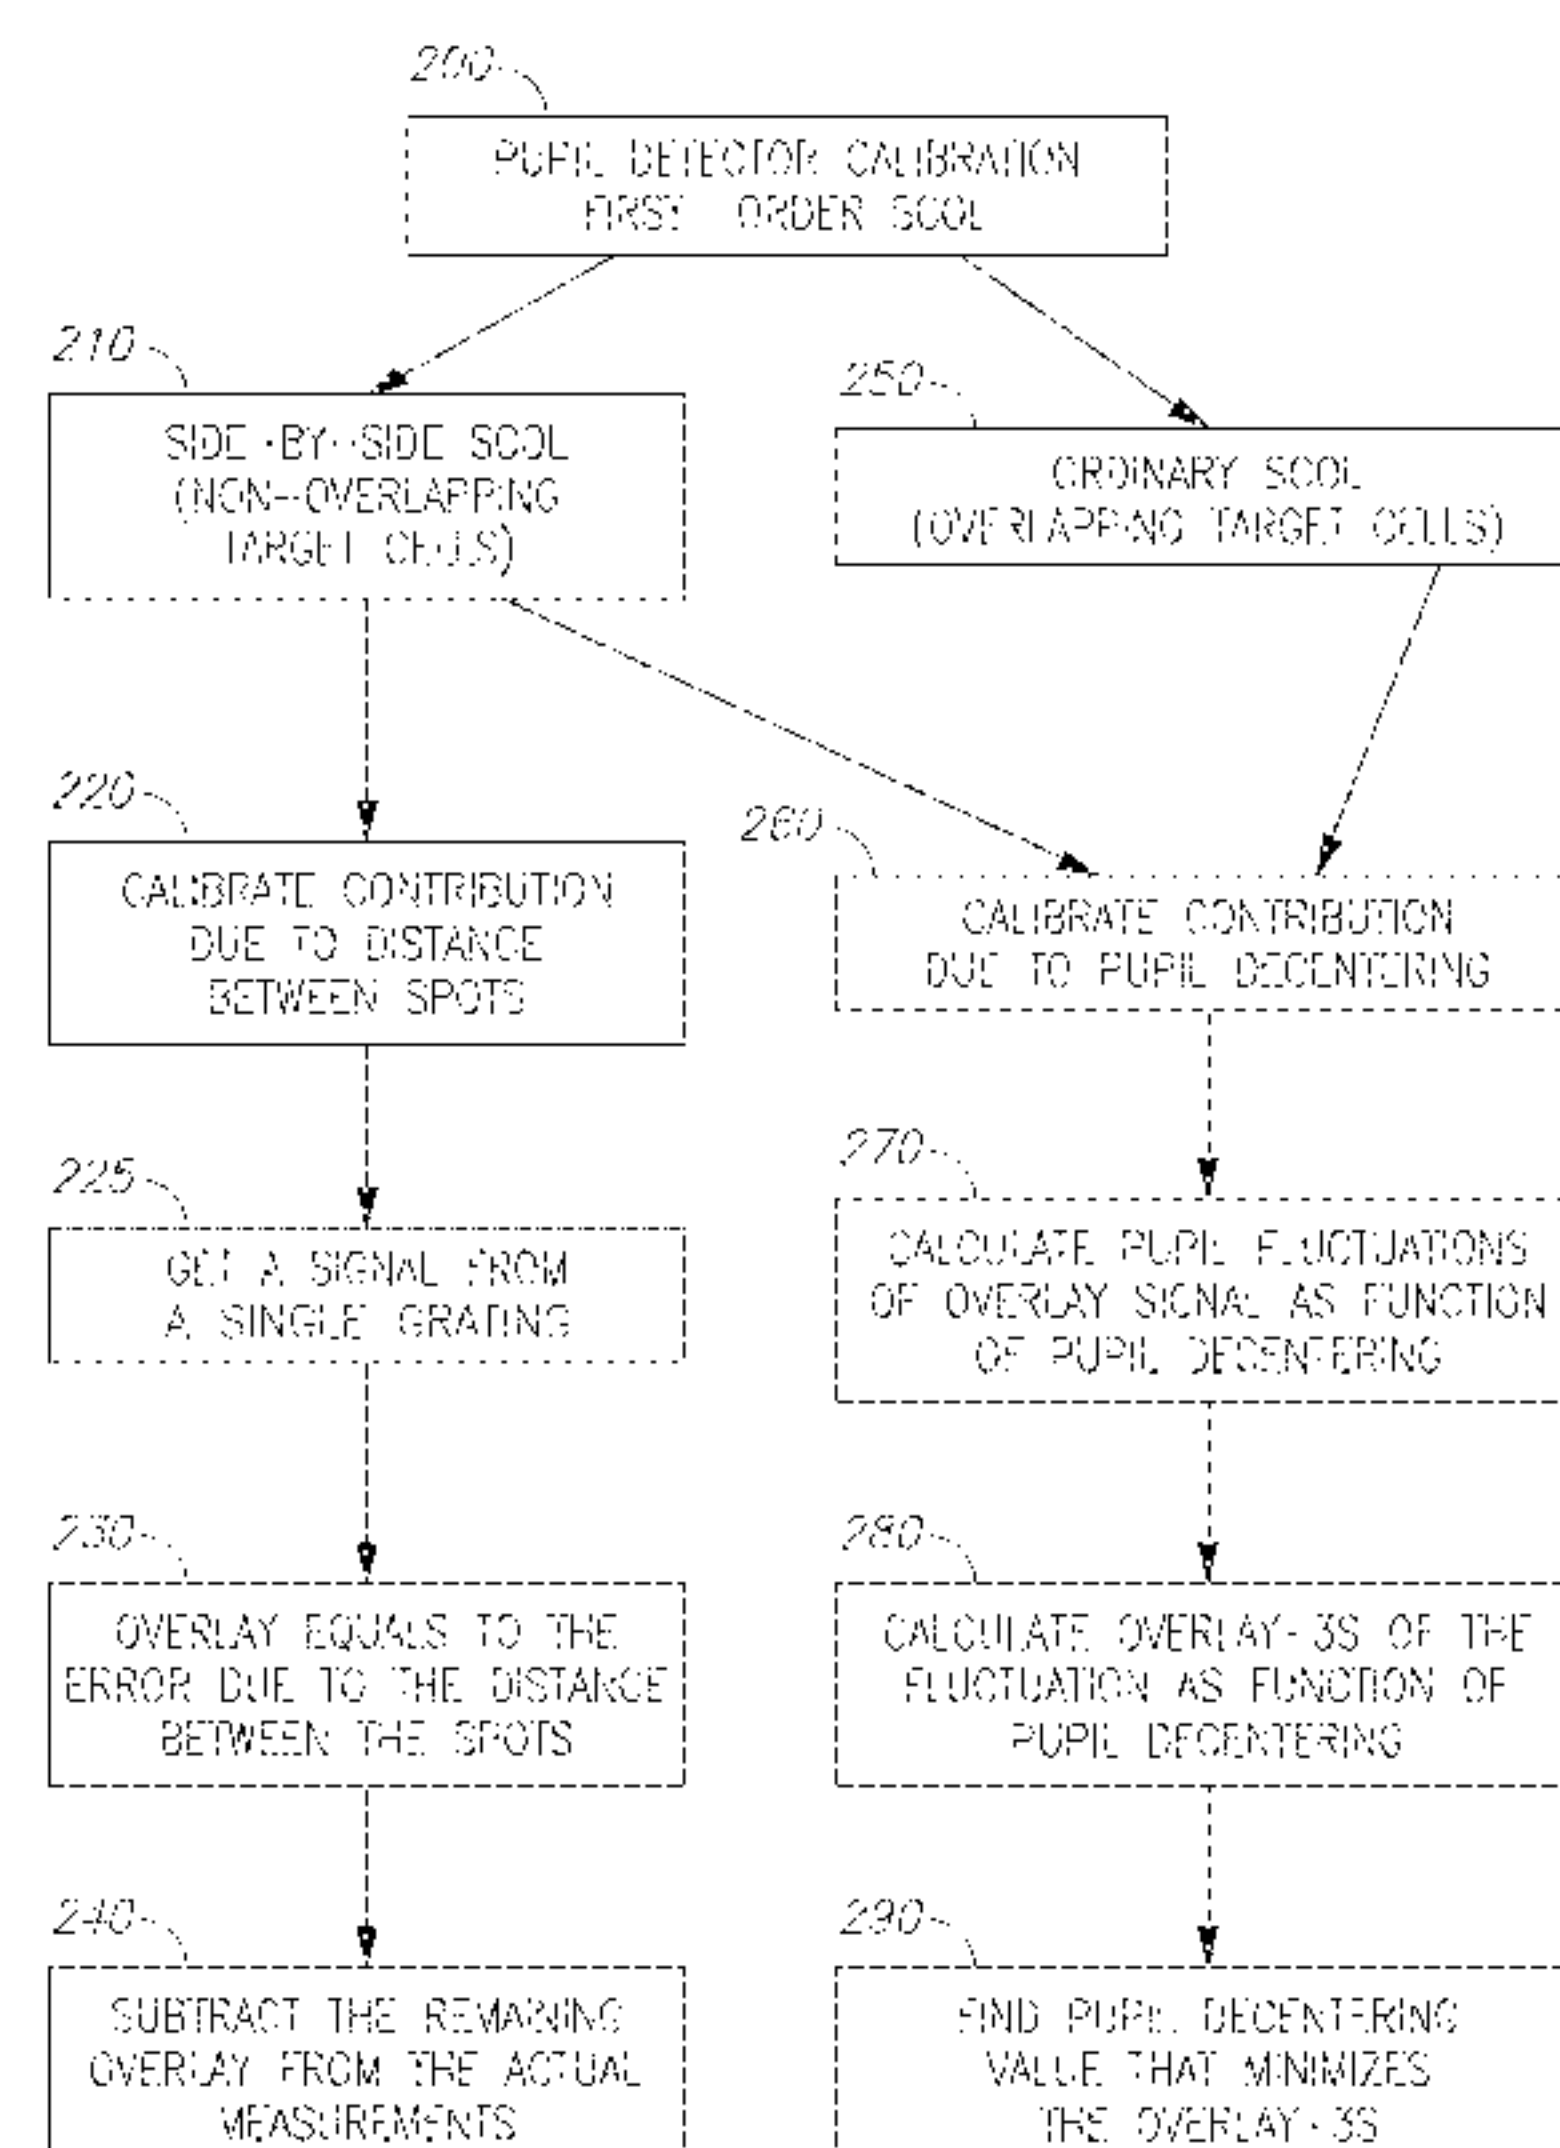 200
PUPIL DETECTOR CALIBRATION
FIRST ORDER SCOL
210
SIDE-BY-SIDE SCOL
(NON-OVERLAPPING
TARGET CELLS)
250
ORDINARY SCOL
(OVERLAPPING TARGET CELLS)
220
CALIBRATE CONTRIBUTION
DUE TO DISTANCE
BETWEEN SPOTS
260
CALIBRATE CONTRIBUTION
DUE TO PUPIL DECENTERING
225
GET A SIGNAL FROM
A SINGLE GRATING
270
CALCULATE PUPIL FLUCTUATIONS
OF OVERLAY SIGNAL AS FUNCTION
OF PUPIL DECENTERING
230
OVERLAY EQUALS TO THE
ERROR DUE TO THE DISTANCE
BETWEEN THE SPOTS
280
CALCULATE OVERLAY-3S OF THE
FLUCTUATION AS FUNCTION OF
PUPIL DECENTERING
240
SUBTRACT THE REMAINING
OVERLAY FROM THE ACTUAL
MEASUREMENTS
290
FIND PUPIL DECENTERING
VALUE THAT MINIMIZES
THE OVERLAY-3S